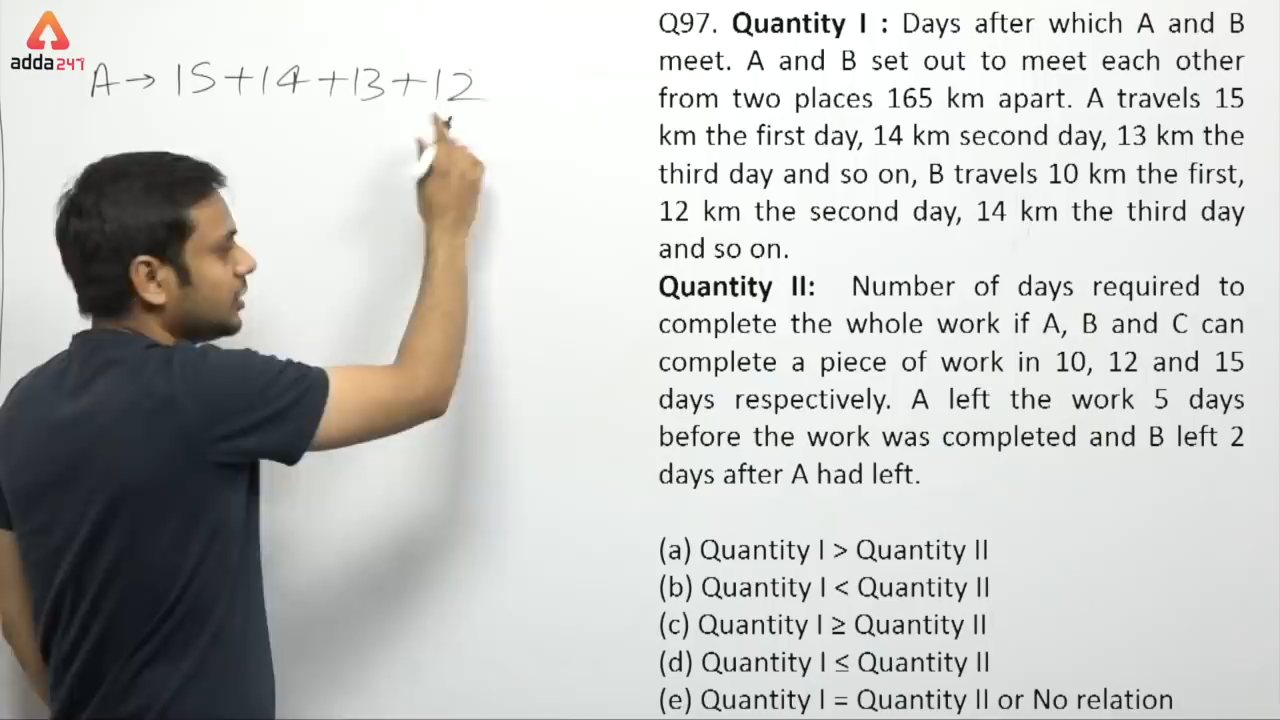 adda247
A → 15 + 14 + 13 + 12
Q97. Quantity I : Days after which A and B
meet. A and B set out to meet each other
from two places 165 km apart. A travels 15
km the first day, 14 km second day, 13 km the
third day and so on, B travels 10 km the first,
12 km the second day, 14 km the third day
and so on.
Quantity II: Number of days required to
complete the whole work if A, B and C can
complete a piece of work in 10, 12 and 15
days respectively. A left the work 5 days
before the work was completed and B left 2
days after A had left.
(a) Quantity I > Quantity II
(b) Quantity I < Quantity II
(c) Quantity I ≥ Quantity II
(d) Quantity I ≤ Quantity II
(e) Quantity I = Quantity II or No relation